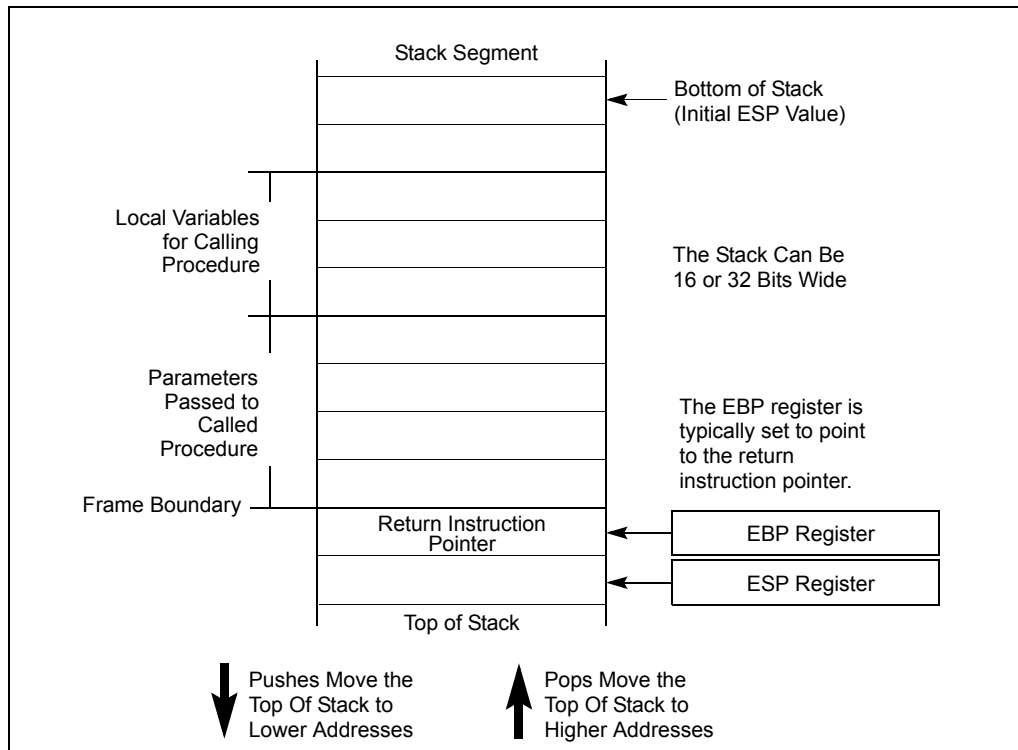 Stack Segment
Bottom of Stack
(Initial ESP Value)
Local Variables
for Calling
Procedure
The Stack Can Be
16 or 32 Bits Wide
Parameters
Passed to
Called
Procedure
The EBP register is
typically set to point
to the return
instruction pointer.
Frame Boundary
Return Instruction
Pointer
EBP Register
ESP Register
Top of Stack
Pushes Move the
Top Of Stack to
Lower Addresses
Pops Move the
Top Of Stack to
Higher Addresses